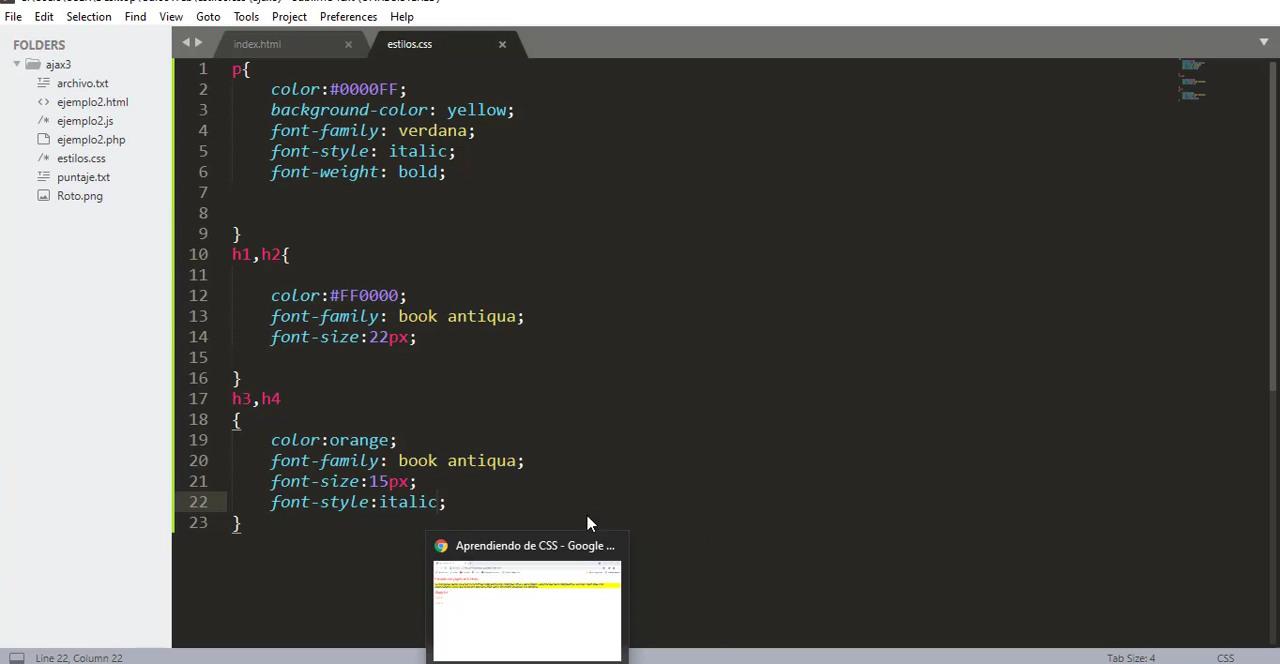 File Edit Selection Find View Goto Tools Project Preferences Help
FOLDERS
ajax3
archivo.txt
ejemplo2.html
ejemplo2.js
ejemplo2.php
estilos.css
puntaje.txt
Roto.png
index.html × estilos.css ×
1 p{
2 color:#0000FF;
3 background-color: yellow;
4 font-family: verdana;
5 font-style: italic;
6 font-weight: bold;
7
8
9 }
10 h1,h2{
11
12 color:#FF0000;
13 font-family: book antiqua;
14 font-size:22px;
15
16 }
17 h3,h4
18 {
19 color:orange;
20 font-family: book antiqua;
21 font-size:15px;
22 font-style:italic;
23 }
Aprendiendo de CSS - Google ...
Line 22, Column 22 Tab Size: 4 CSS